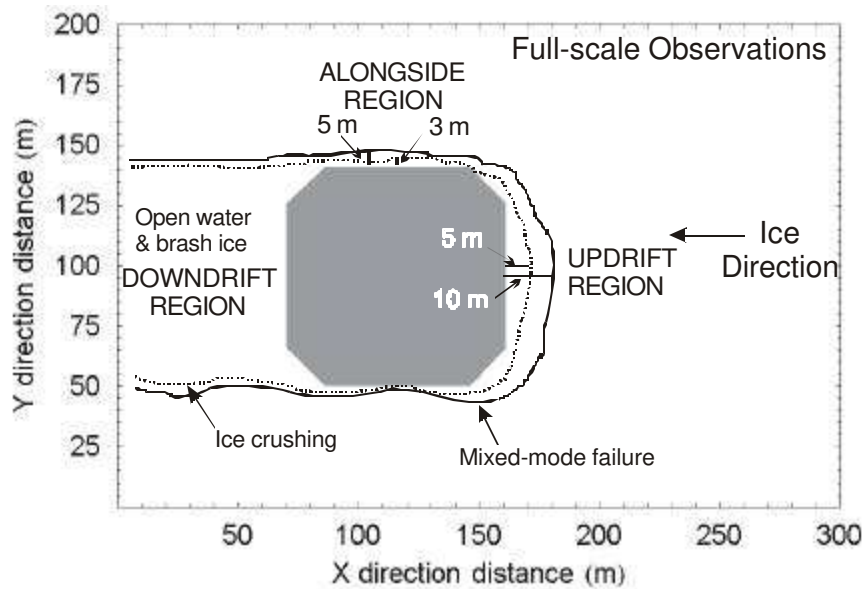 Full-scale Observations
ALONGSIDE
REGION
5 m
3 m
Open water
& brash ice
DOWNDRIFT
REGION
5 m
10 m
UPDRIFT
REGION
Ice
Direction
Ice crushing
Mixed-mode failure
Y direction distance (m)
200
175
150
125
100
75
50
25
50
100
150
200
250
300
X direction distance (m)